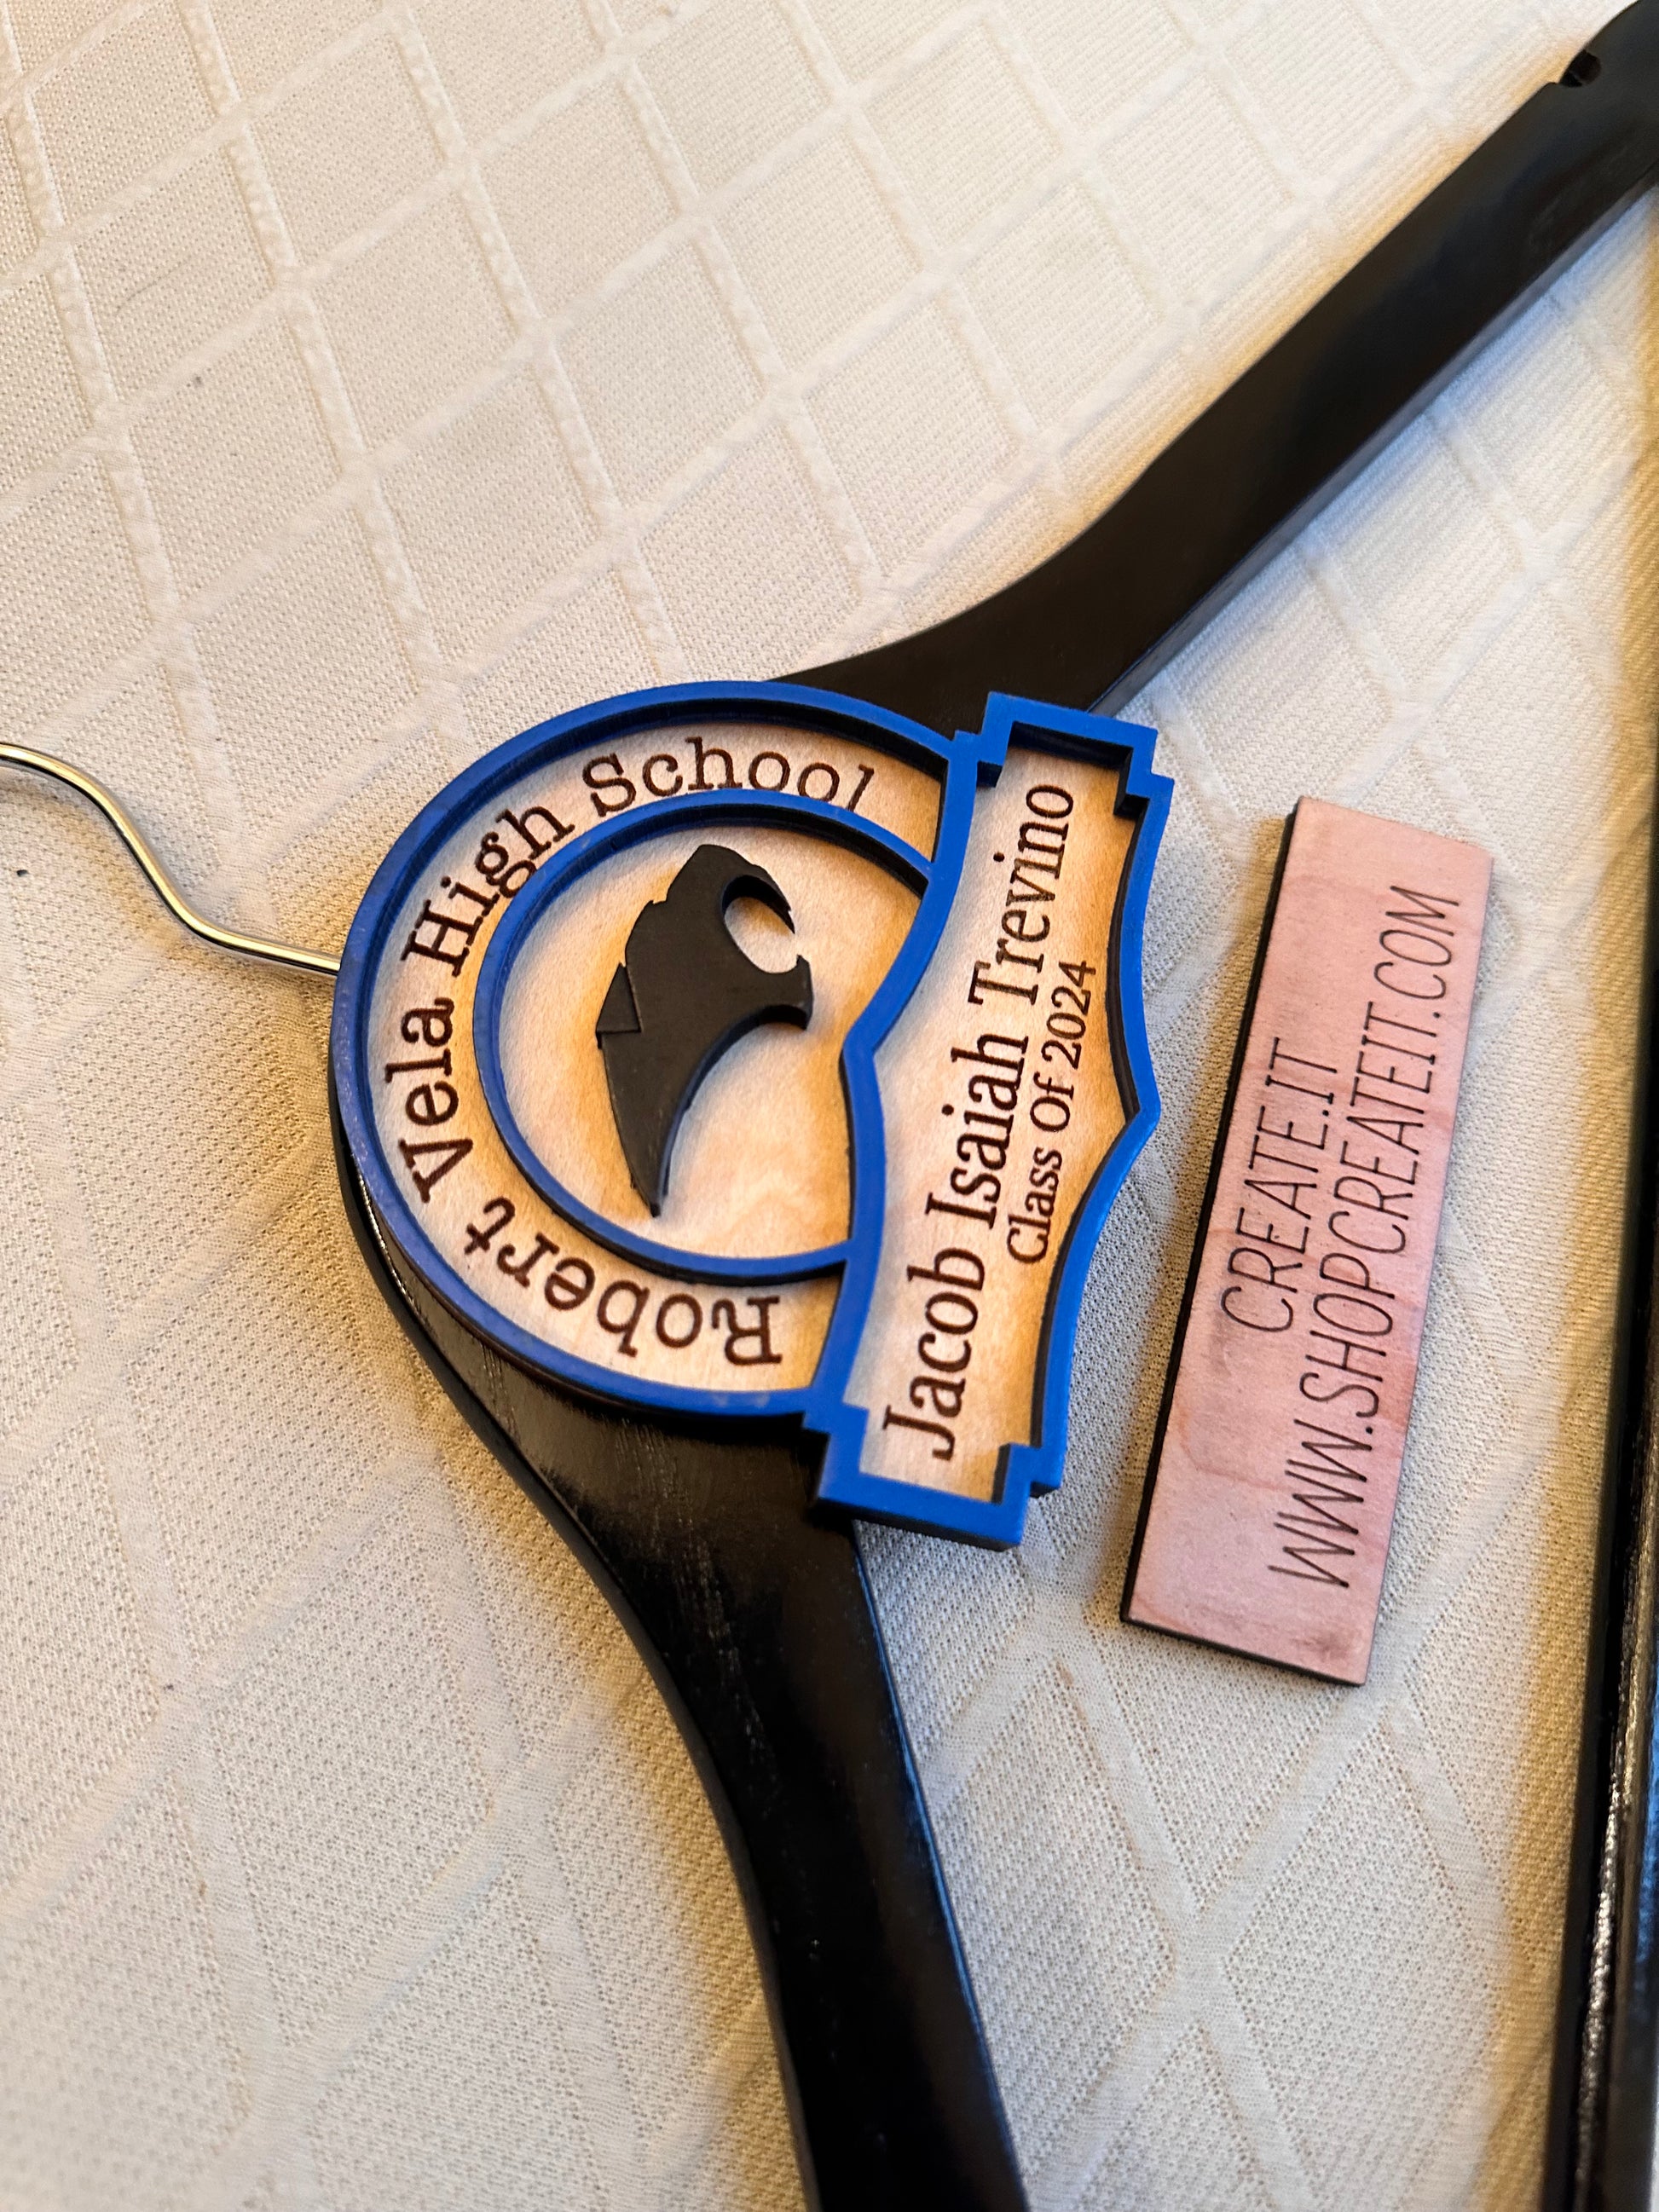 Robert Vela High School
Jacob Isaiah Trevino
Class Of 2024
CREATE.IT
WWW.SHOPCREATEIT.COM